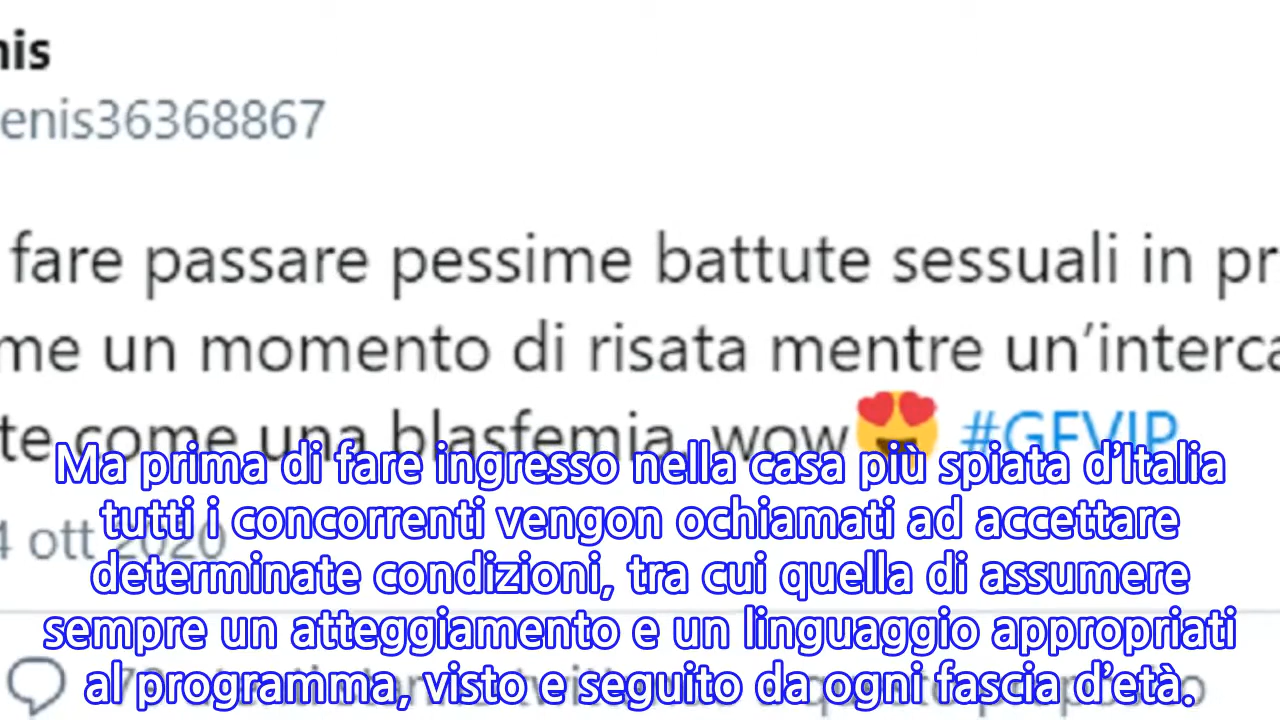 nis
enis36368867
fare passare pessime battute sessuali in pr
me un momento di risata mentre un'interca
te come una blasfemia, wow😍 #GFVIP
4 ott 2020
Ma prima di fare ingresso nella casa più spiata d'Italia
tutti i concorrenti vengon ochiamati ad accettare
determinate condizioni, tra cui quella di assumere
sempre un atteggiamento e un linguaggio appropriati
al programma, visto e seguito da ogni fascia d'età.